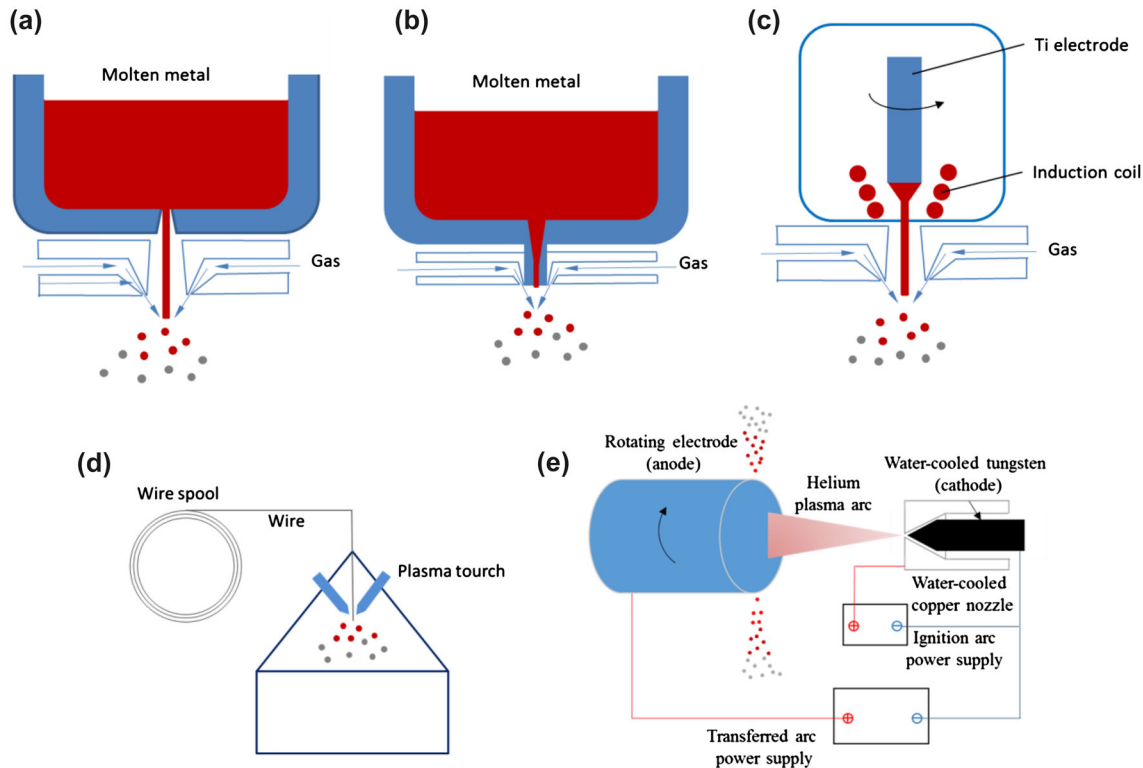 (a)
Molten metal
Gas
(b)
Molten metal
Gas
(c)
Ti electrode
Induction coil
Gas
(d)
Wire spool
Wire
Plasma tourch
(e)
Rotating electrode
(anode)
Helium
plasma arc
Water-cooled tungsten
(cathode)
Water-cooled
copper nozzle
Ignition arc
power supply
Transferred arc
power supply